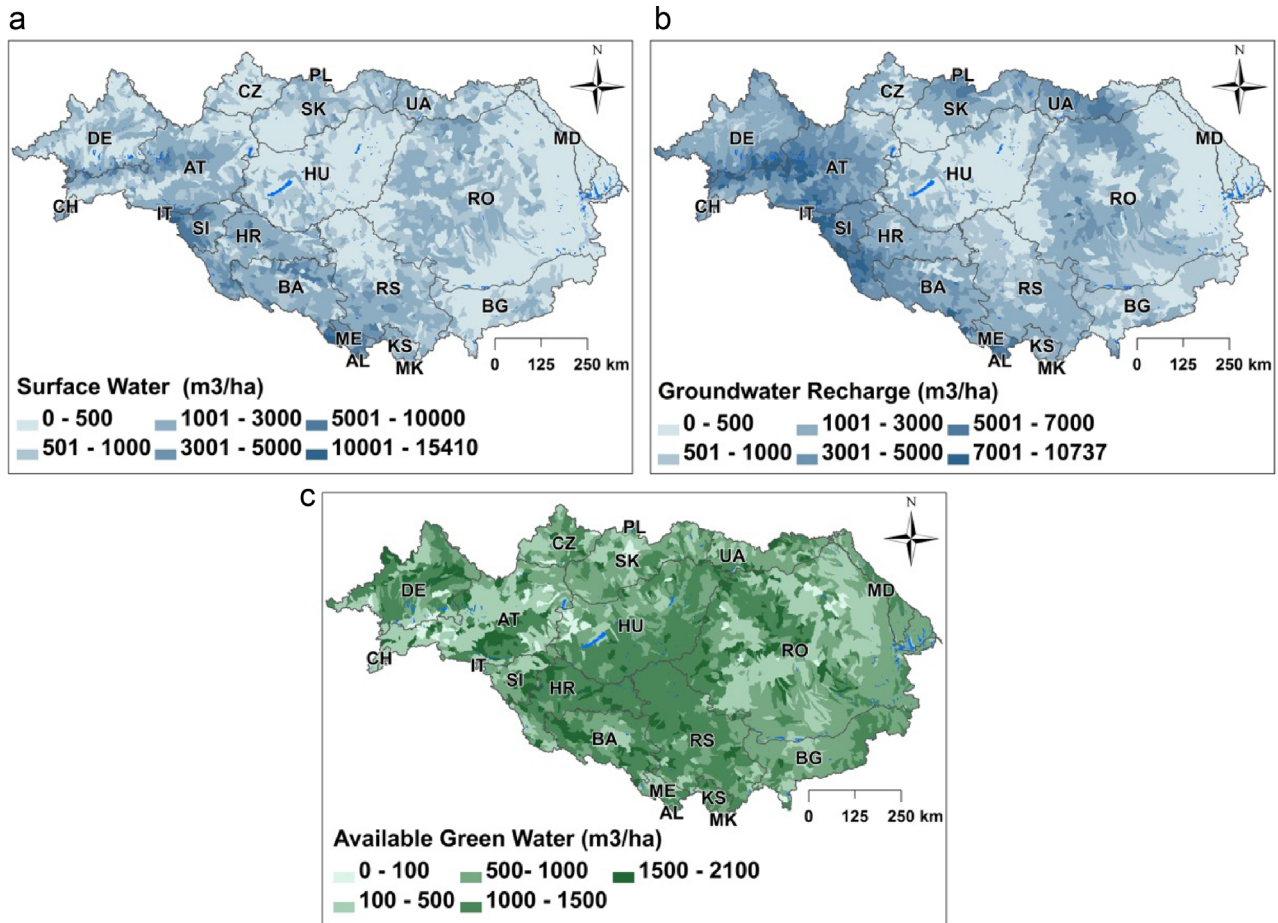 a
N
PL
CZ
SK
UA
DE
MD
AT
HU
RO
CH
IT
SI
HR
BA
RS
BG
ME
KS
AL
MK
0 125 250 km
Surface Water (m3/ha)
0 - 500 1001 - 3000 5001 - 10000
501 - 1000 3001 - 5000 10001 - 15410
b
N
PL
CZ
SK
UA
DE
MD
AT
HU
RO
CH
IT
SI
HR
BA
RS
BG
ME
KS
AL
MK
0 125 250 km
Groundwater Recharge (m3/ha)
0 - 500 1001 - 3000 5001 - 7000
501 - 1000 3001 - 5000 7001 - 10737
c
N
PL
CZ
SK
UA
DE
MD
AT
HU
RO
CH
IT
SI
HR
BA
RS
BG
ME
KS
AL
MK
0 125 250 km
Available Green Water (m3/ha)
0 - 100 500- 1000 1500 - 2100
100 - 500 1000 - 1500